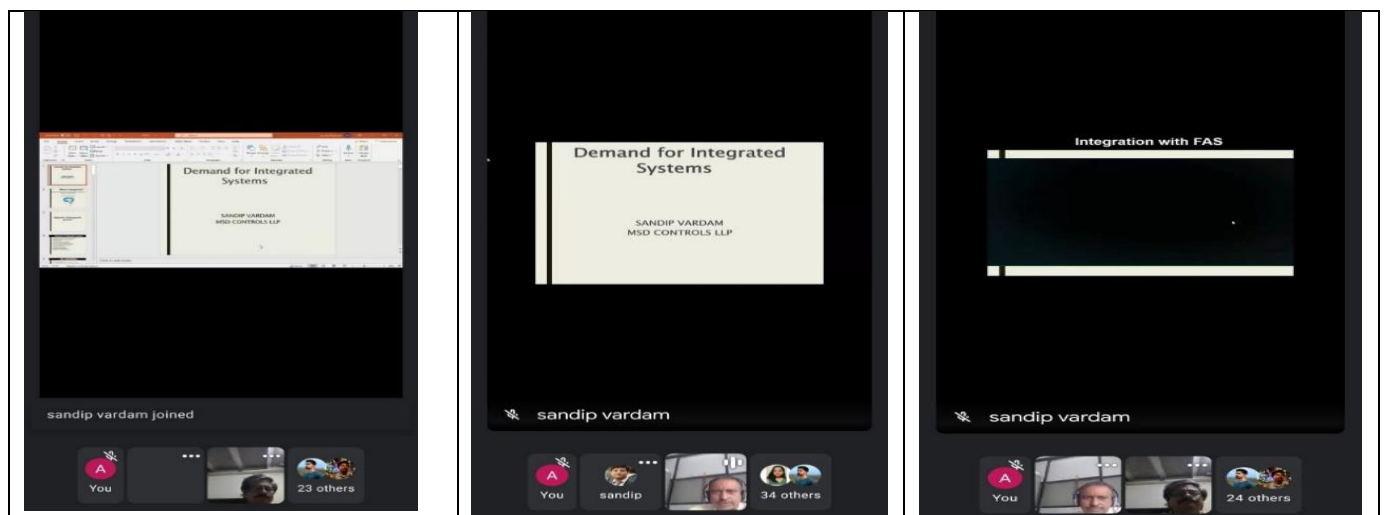 Demand for Integrated
Systems
SANDIP VARDAM
MSD CONTROLS LLP
sandip vardam joined
A
You
23 others
Demand for Integrated
Systems
SANDIP VARDAM
MSD CONTROLS LLP
sandip vardam
A
You
sandip
34 others
Integration with FAS
sandip vardam
A
You
24 others